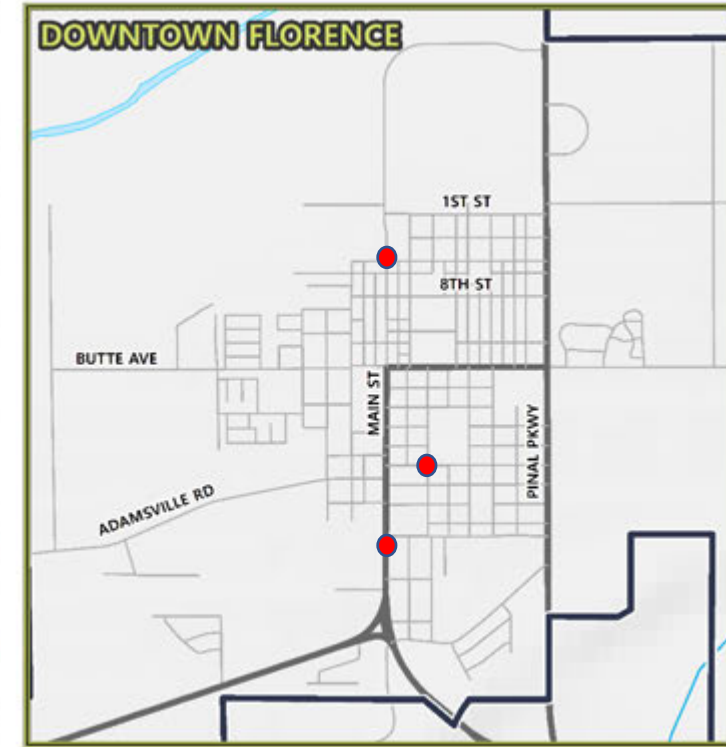 DOWNTOWN FLORENCE
1ST ST
8TH ST
BUTTE AVE
MAIN ST
PINAL PKWY
ADAMSVILLE RD